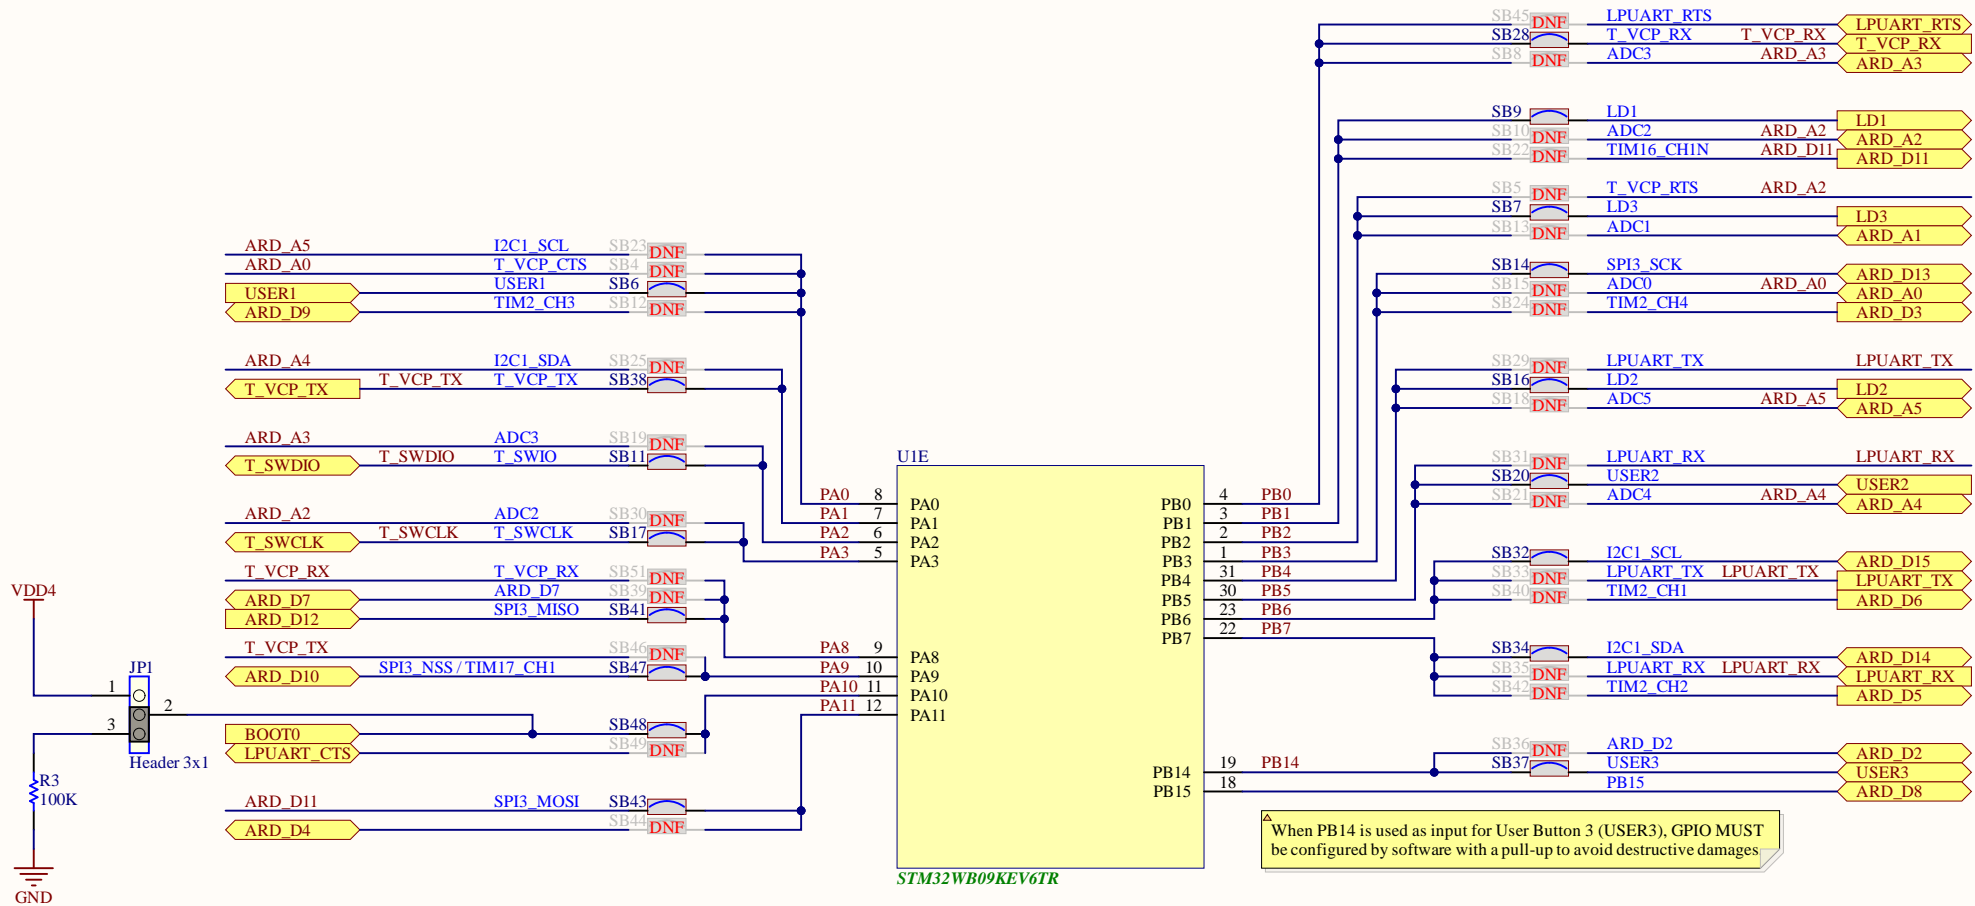 SB45 DNF LPUART_RTS LPUART_RTS
SB28 T_VCP_RX T_VCP_RX T_VCP_RX
SB8 DNF ADC3 ARD_A3 ARD_A3
SB9 LD1 LD1
SB10 DNF ADC2 ARD_A2 ARD_A2
SB22 DNF TIM16_CH1N ARD_D11 ARD_D11
SB5 DNF T_VCP_RTS ARD_A2
SB7 LD3 LD3
SB13 DNF ADC1 ARD_A1
SB14 SPI3_SCK ARD_D13
SB15 DNF ADC0 ARD_A0 ARD_A0
SB24 DNF TIM2_CH4 ARD_D3
SB29 DNF LPUART_TX LPUART_TX
SB16 LD2 LD2
SB18 DNF ADC5 ARD_A5 ARD_A5
SB31 DNF LPUART_RX LPUART_RX
SB20 USER2 USER2
SB21 DNF ADC4 ARD_A4 ARD_A4
SB32 I2C1_SCL ARD_D15
SB33 DNF LPUART_TX LPUART_TX LPUART_TX
SB40 DNF TIM2_CH1 ARD_D6
SB34 I2C1_SDA ARD_D14
SB35 DNF LPUART_RX LPUART_RX LPUART_RX
SB42 DNF TIM2_CH2 ARD_D5
SB36 DNF ARD_D2 ARD_D2
SB37 USER3 USER3
PB15 ARD_D8
ARD_A5 I2C1_SCL SB23 DNF
ARD_A0 T_VCP_CTS SB4 DNF
USER1 USER1 SB6
ARD_D9 TIM2_CH3 SB12 DNF
ARD_A4 I2C1_SDA SB25 DNF
T_VCP_TX T_VCP_TX T_VCP_TX SB38
ARD_A3 ADC3 SB19 DNF
T_SWDIO T_SWDIO T_SWIO SB11
ARD_A2 ADC2 SB30 DNF
T_SWCLK T_SWCLK T_SWCLK SB17
T_VCP_RX T_VCP_RX SB51 DNF
ARD_D7 ARD_D7 SB39 DNF
ARD_D12 SPI3_MISO SB41
T_VCP_TX SB46 DNF
ARD_D10 SPI3_NSS / TIM17_CH1 SB47
BOOT0 SB48
LPUART_CTS SB49 DNF
ARD_D11 SPI3_MOSI SB43
ARD_D4 SB44 DNF
VDD4
JP1
1
2
3
Header 3x1
R3
100K
GND
U1E
PA0 8 PA0
PA1 7 PA1
PA2 6 PA2
PA3 5 PA3
PA8 9 PA8
PA9 10 PA9
PA10 11 PA10
PA11 12 PA11
PB0 4 PB0
PB1 3 PB1
PB2 2 PB2
PB3 1 PB3
PB4 31 PB4
PB5 30 PB5
PB6 23 PB6
PB7 22 PB7
PB14 19 PB14
PB15 18
STM32WB09KEV6TR
When PB14 is used as input for User Button 3 (USER3), GPIO MUST
be configured by software with a pull-up to avoid destructive damages